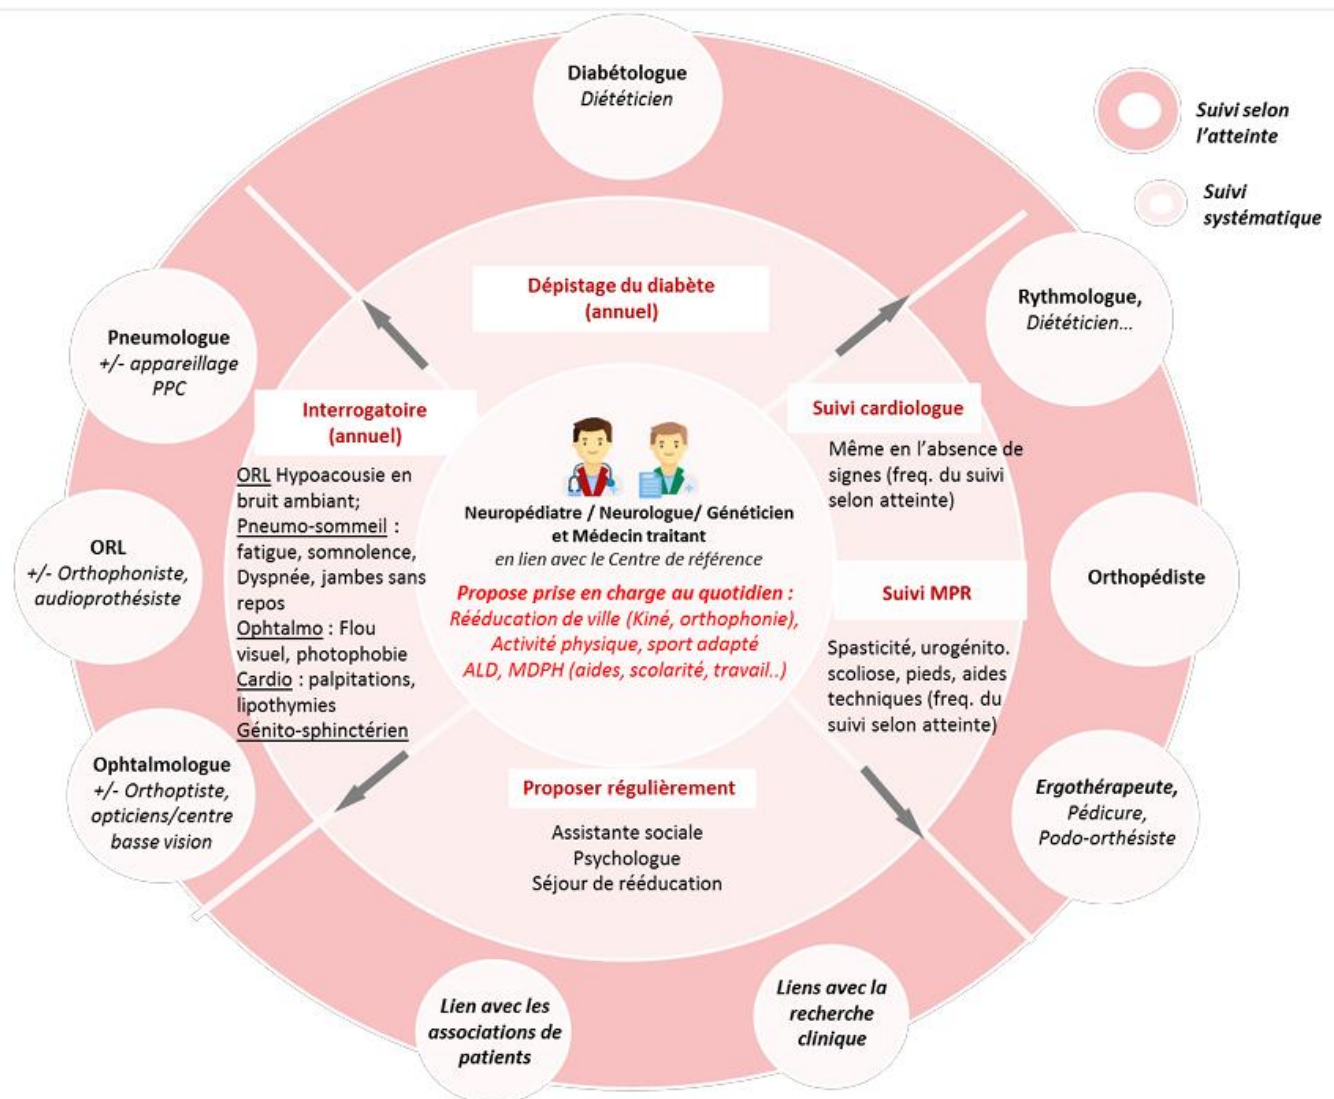 Diabétologue
Diététicien
Suivi selon
l'atteinte
Suivi
systématique
Dépistage du diabète
(annuel)
Rythmologue,
Diététicien...
Pneumologue
+/- appareillage
PPC
Interrogatoire
(annuel)
ORL Hypoacousie en
bruit ambiant;
Pneumo-sommeil :
fatigue, somnolence,
Dyspnée, jambes sans
repos
Ophtalmo : Flou
visuel, photophobie
Cardio : palpitations,
lipothymies
Génito-sphinctérien
Suivi cardiologue
Même en l'absence de
signes (freq. du suivi
selon atteinte)
Neuropédiatre / Neurologue/ Généticien
et Médecin traitant
en lien avec le Centre de référence
Propose prise en charge au quotidien :
Rééducation de ville (Kiné, orthophonie),
Activité physique, sport adapté
ALD, MDPH (aides, scolarité, travail..)
ORL
+/- Orthophoniste,
audioprothésiste
Orthopédiste
Suivi MPR
Spasticité, urogénito.
scoliose, pieds, aides
techniques (freq. du
suivi selon atteinte)
Ophtalmologue
+/- Orthoptiste,
opticiens/centre
basse vision
Proposer régulièrement
Assistante sociale
Psychologue
Séjour de rééducation
Ergothérapeute,
Pédicure,
Podo-orthésiste
Lien avec les
associations de
patients
Liens avec la
recherche
clinique